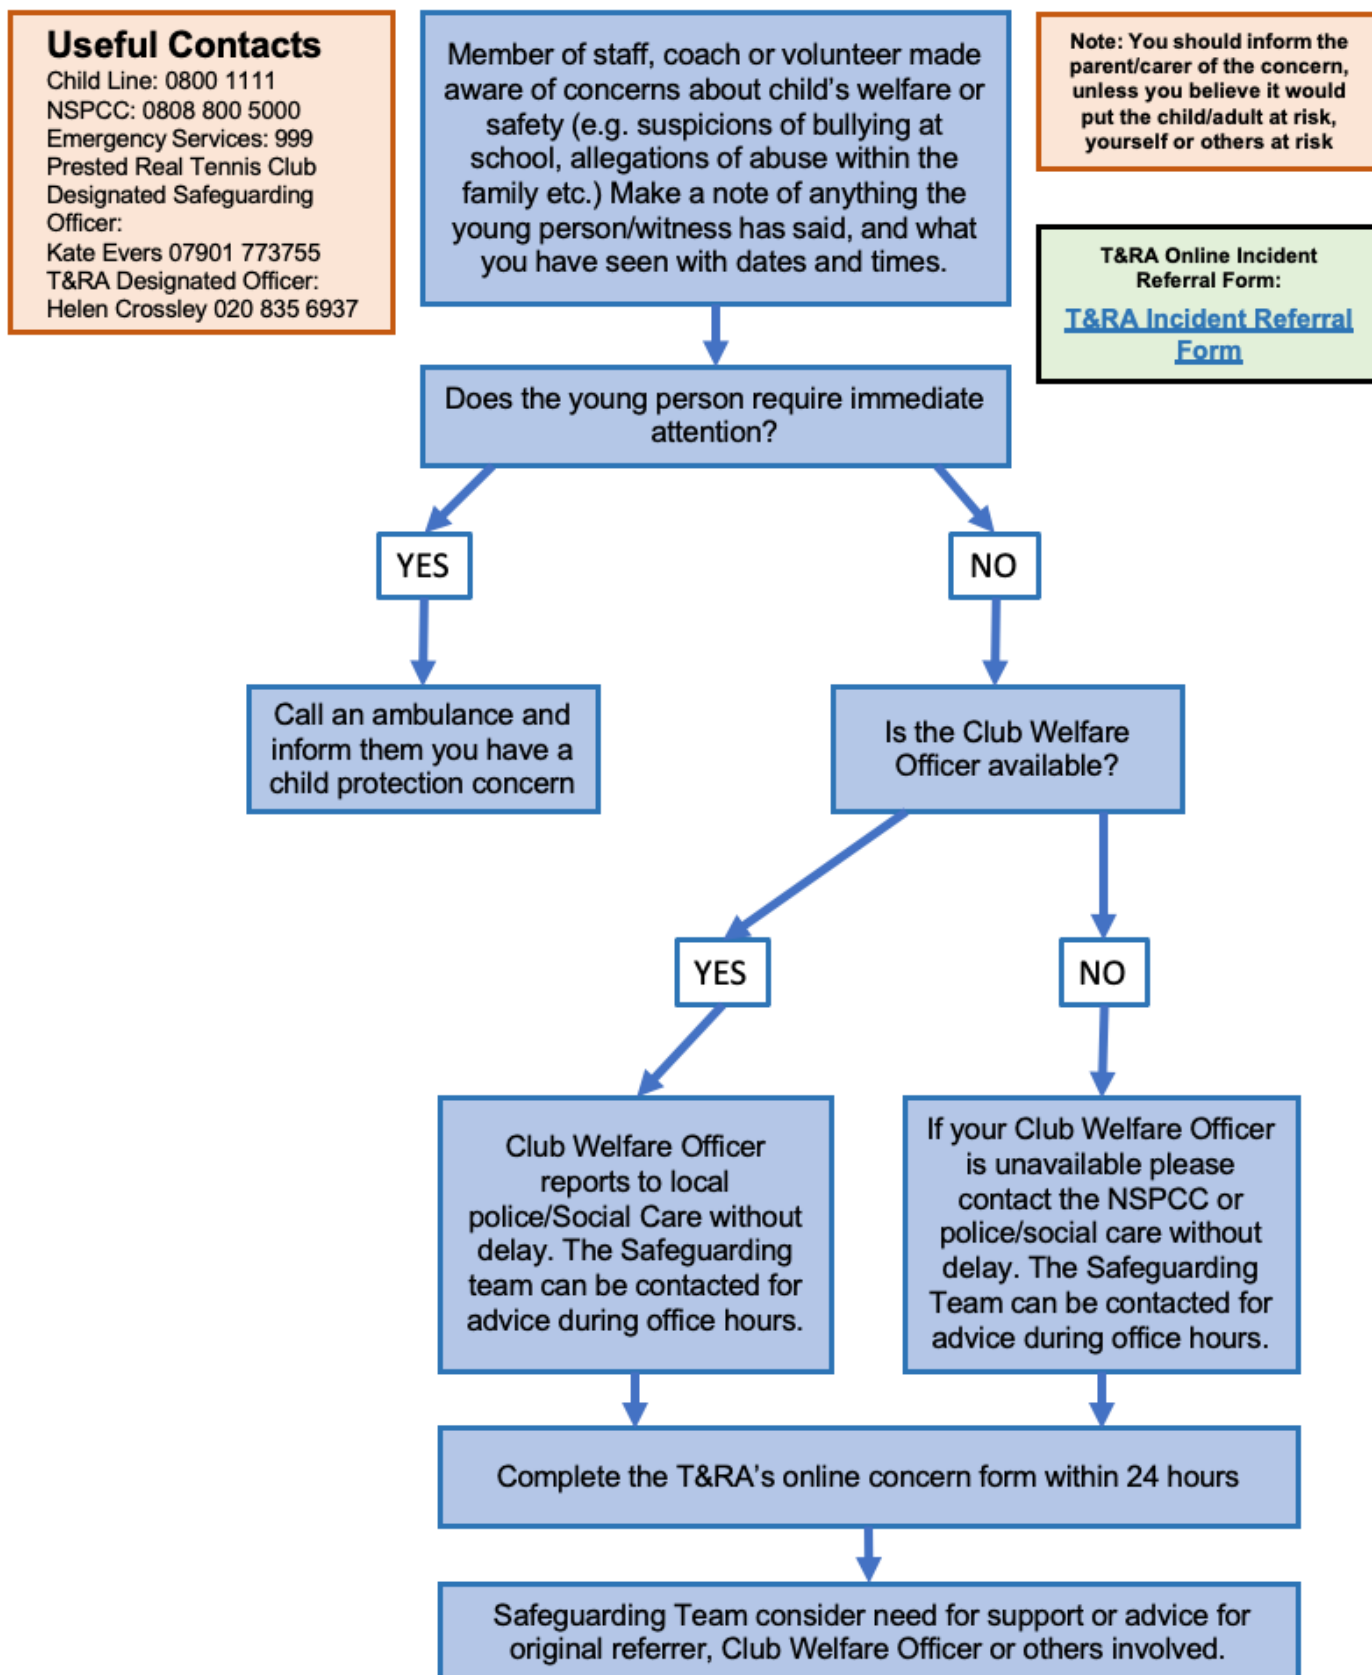 Useful Contacts
Child Line: 0800 1111
NSPCC: 0808 800 5000
Emergency Services: 999
Prested Real Tennis Club
Designated Safeguarding
Officer:
Kate Evers 07901 773755
T&RA Designated Officer:
Helen Crossley 020 835 6937
Member of staff, coach or volunteer made
aware of concerns about child's welfare or
safety (e.g. suspicions of bullying at
school, allegations of abuse within the
family etc.) Make a note of anything the
young person/witness has said, and what
you have seen with dates and times.
Note: You should inform the
parent/carer of the concern,
unless you believe it would
put the child/adult at risk,
yourself or others at risk
T&RA Online Incident
Referral Form:
T&RA Incident Referral
Form
Does the young person require immediate
attention?
YES
NO
Call an ambulance and
inform them you have a
child protection concern
Is the Club Welfare
Officer available?
YES
NO
Club Welfare Officer
reports to local
police/Social Care without
delay. The Safeguarding
team can be contacted for
advice during office hours.
If your Club Welfare Officer
is unavailable please
contact the NSPCC or
police/social care without
delay. The Safeguarding
Team can be contacted for
advice during office hours.
Complete the T&RA's online concern form within 24 hours
Safeguarding Team consider need for support or advice for
original referrer, Club Welfare Officer or others involved.